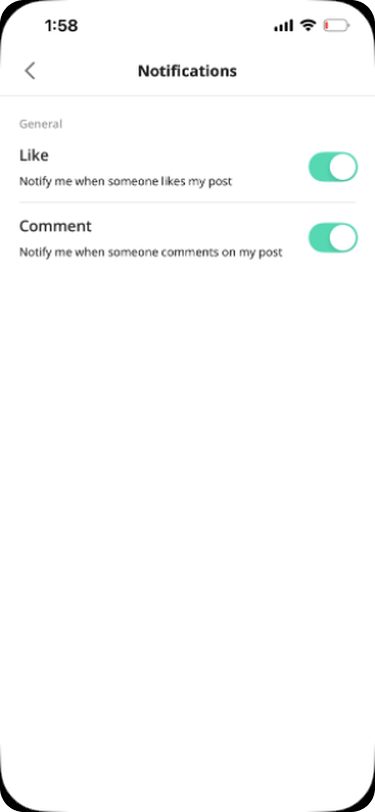 1:58
Notifications
General
Like
Notify me when someone likes my post
Comment
Notify me when someone comments on my post